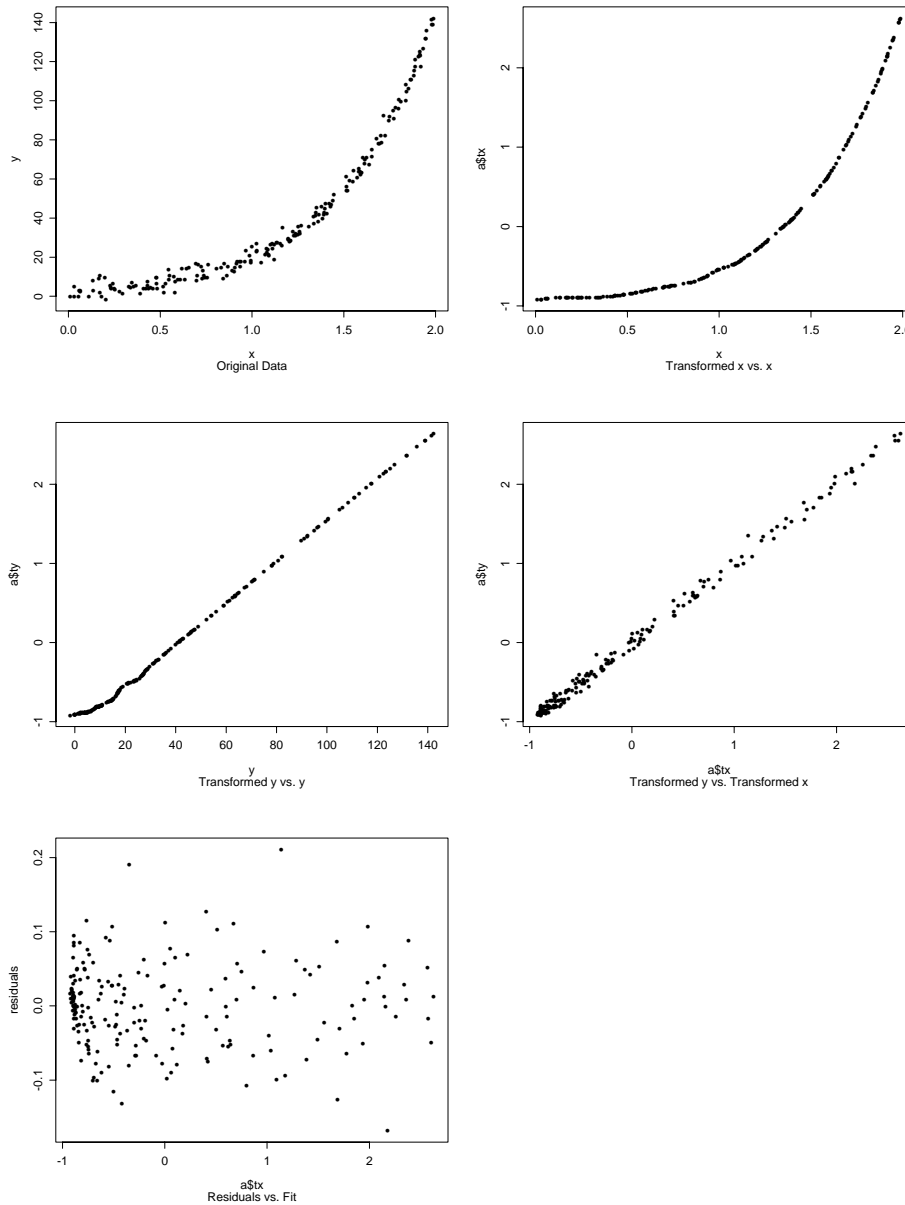 y
0 20 40 60 80 100 120 140
0.0 0.5 1.0 1.5 2.0
x
Original Data
a$tx
-1 0 1 2
0.0 0.5 1.0 1.5 2.0
x
Transformed x vs. x
a$ty
-1 0 1 2
0 20 40 60 80 100 120 140
y
Transformed y vs. y
a$ty
-1 0 1 2
-1 0 1 2
a$tx
Transformed y vs. Transformed x
residuals
-0.1 0.0 0.1 0.2
-1 0 1 2
a$tx
Residuals vs. Fit